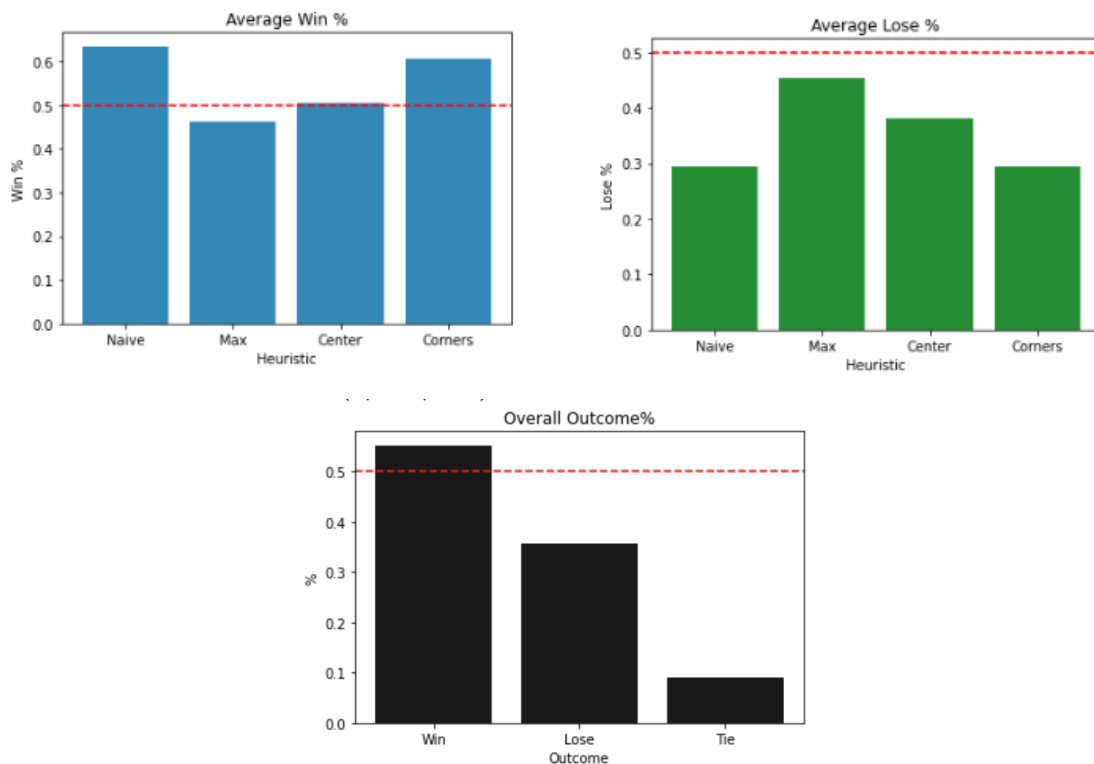 Average Win %
0.6
0.5
0.4
0.3
0.2
0.1
0.0
Win %
Naive Max Center Corners
Heuristic
Average Lose %
0.5
0.4
0.3
0.2
0.1
0.0
Lose %
Naive Max Center Corners
Heuristic
Overall Outcome%
0.5
0.4
0.3
0.2
0.1
0.0
%
Win Lose Tie
Outcome